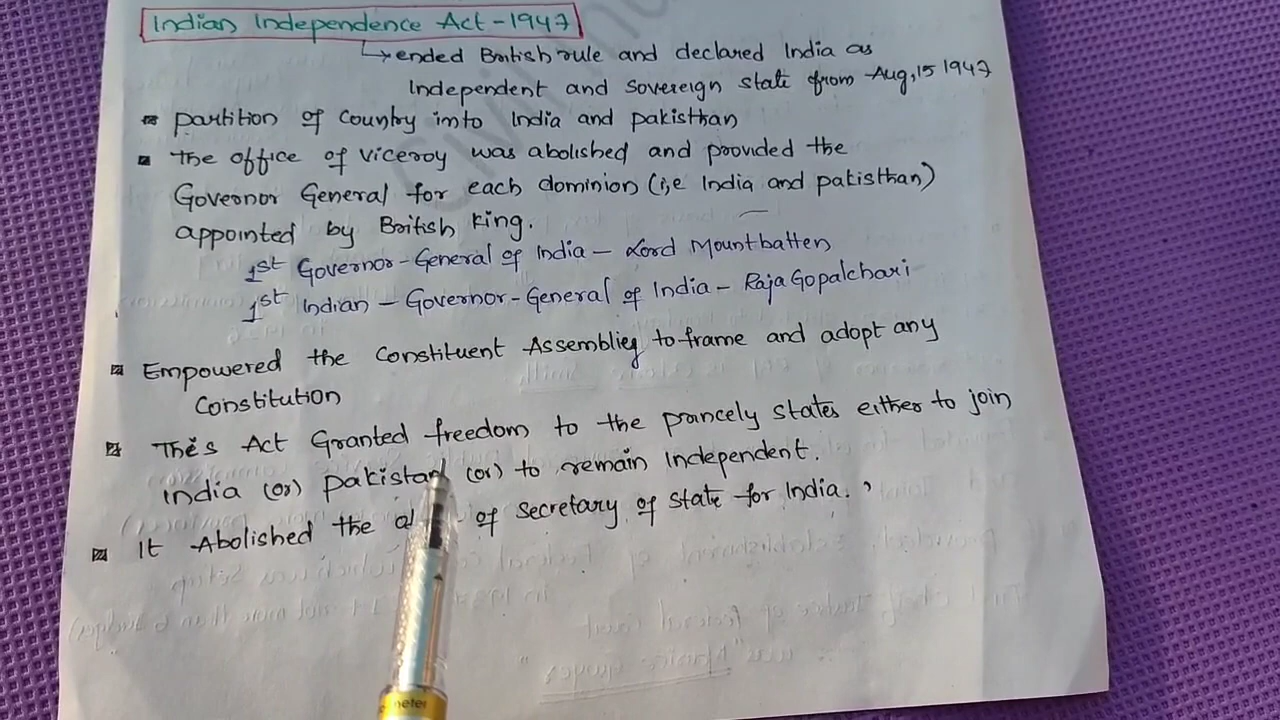 Indian Independence Act - 1947
↳ ended British rule and declared India as
Independent and sovereign state from Aug,15 1947
partition of country into India and pakisthan
The office of viceroy was abolished and provided the
Governor General for each dominion (i,e India and pakisthan)
appointed by British king.
1st Governor-General of India - Lord Mountbatten
1st Indian - Governor-General of India - RajaGopalchari
Empowered the Constituent Assemblies to frame and adopt any
Constitution
This Act Granted freedom to the princely states either to join
India (or) pakistan (or) to remain Independent.
It Abolished the of secretary of state for India.
meter